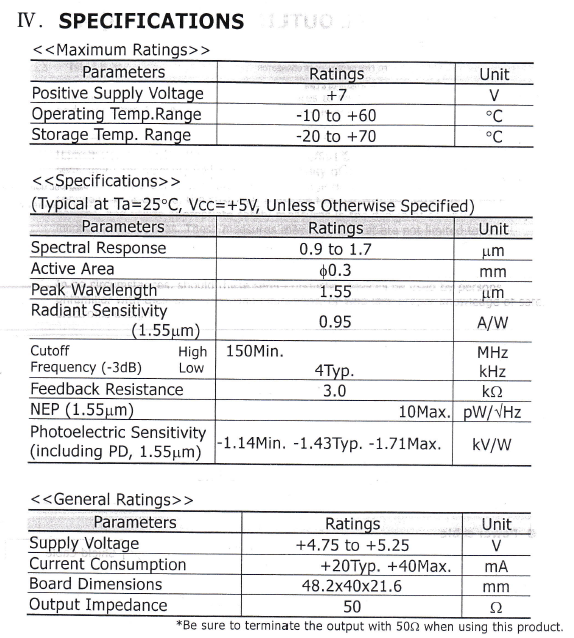 IV. SPECIFICATIONS
<<Maximum Ratings>>
Parameters Ratings Unit
Positive Supply Voltage +7 V
Operating Temp.Range -10 to +60 °C
Storage Temp. Range -20 to +70 °C
<<Specifications>>
(Typical at Ta=25°C, Vcc=+5V, Unless Otherwise Specified)
Parameters Ratings Unit
Spectral Response 0.9 to 1.7 μm
Active Area ϕ0.3 mm
Peak Wavelength 1.55 μm
Radiant Sensitivity
(1.55μm) 0.95 A/W
Cutoff High 150Min. MHz
Frequency (-3dB) Low 4Typ. kHz
Feedback Resistance 3.0 kΩ
NEP (1.55μm) 10Max. pW/√Hz
Photoelectric Sensitivity
(including PD, 1.55μm) -1.14Min. -1.43Typ. -1.71Max. kV/W
<<General Ratings>>
Parameters Ratings Unit
Supply Voltage +4.75 to +5.25 V
Current Consumption +20Typ. +40Max. mA
Board Dimensions 48.2x40x21.6 mm
Output Impedance 50 Ω
*Be sure to terminate the output with 50Ω when using this product.